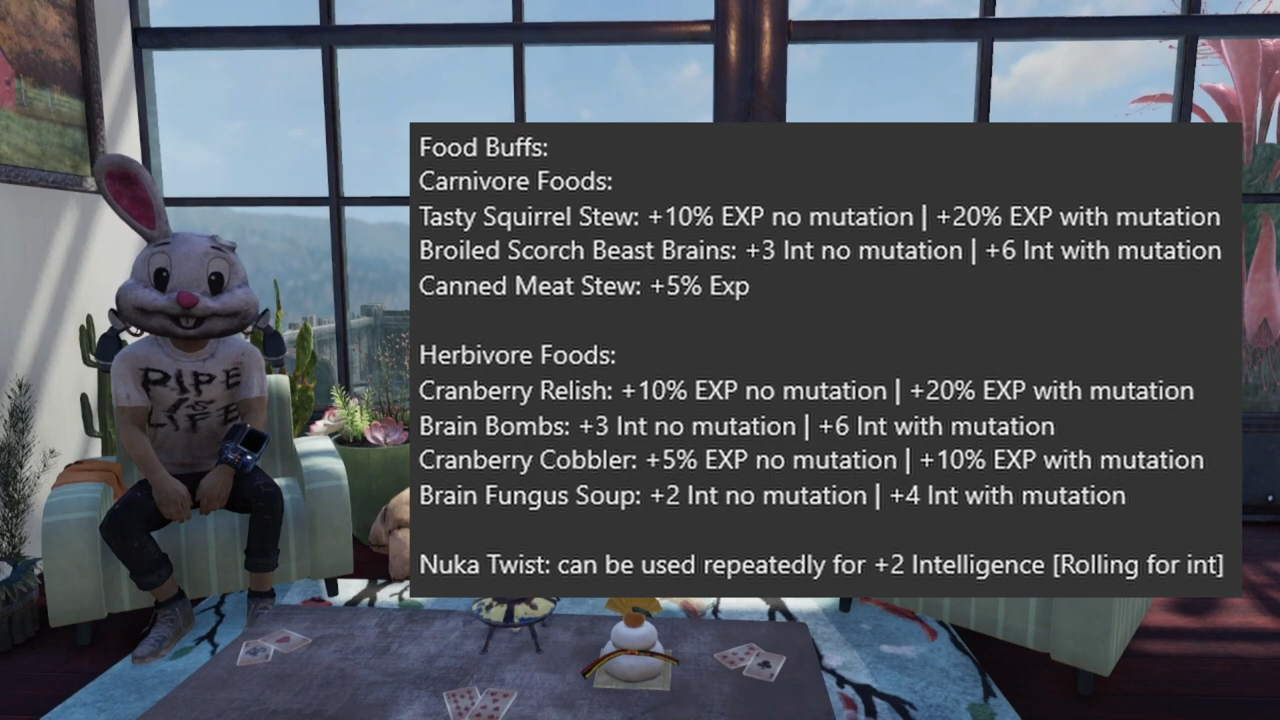 Food Buffs:
Carnivore Foods:
Tasty Squirrel Stew: +10% EXP no mutation | +20% EXP with mutation
Broiled Scorch Beast Brains: +3 Int no mutation | +6 Int with mutation
Canned Meat Stew: +5% Exp
Herbivore Foods:
Cranberry Relish: +10% EXP no mutation | +20% EXP with mutation
Brain Bombs: +3 Int no mutation | +6 Int with mutation
Cranberry Cobbler: +5% EXP no mutation | +10% EXP with mutation
Brain Fungus Soup: +2 Int no mutation | +4 Int with mutation
Nuka Twist: can be used repeatedly for +2 Intelligence [Rolling for int]
PIPE
IS
LIFE